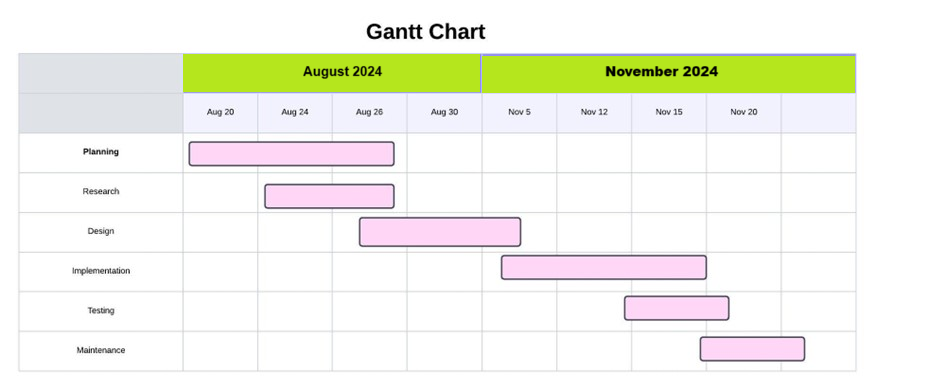 Gantt Chart
August 2024 November 2024
Aug 20 Aug 24 Aug 26 Aug 30 Nov 5 Nov 12 Nov 15 Nov 20
Planning
Research
Design
Implementation
Testing
Maintenance